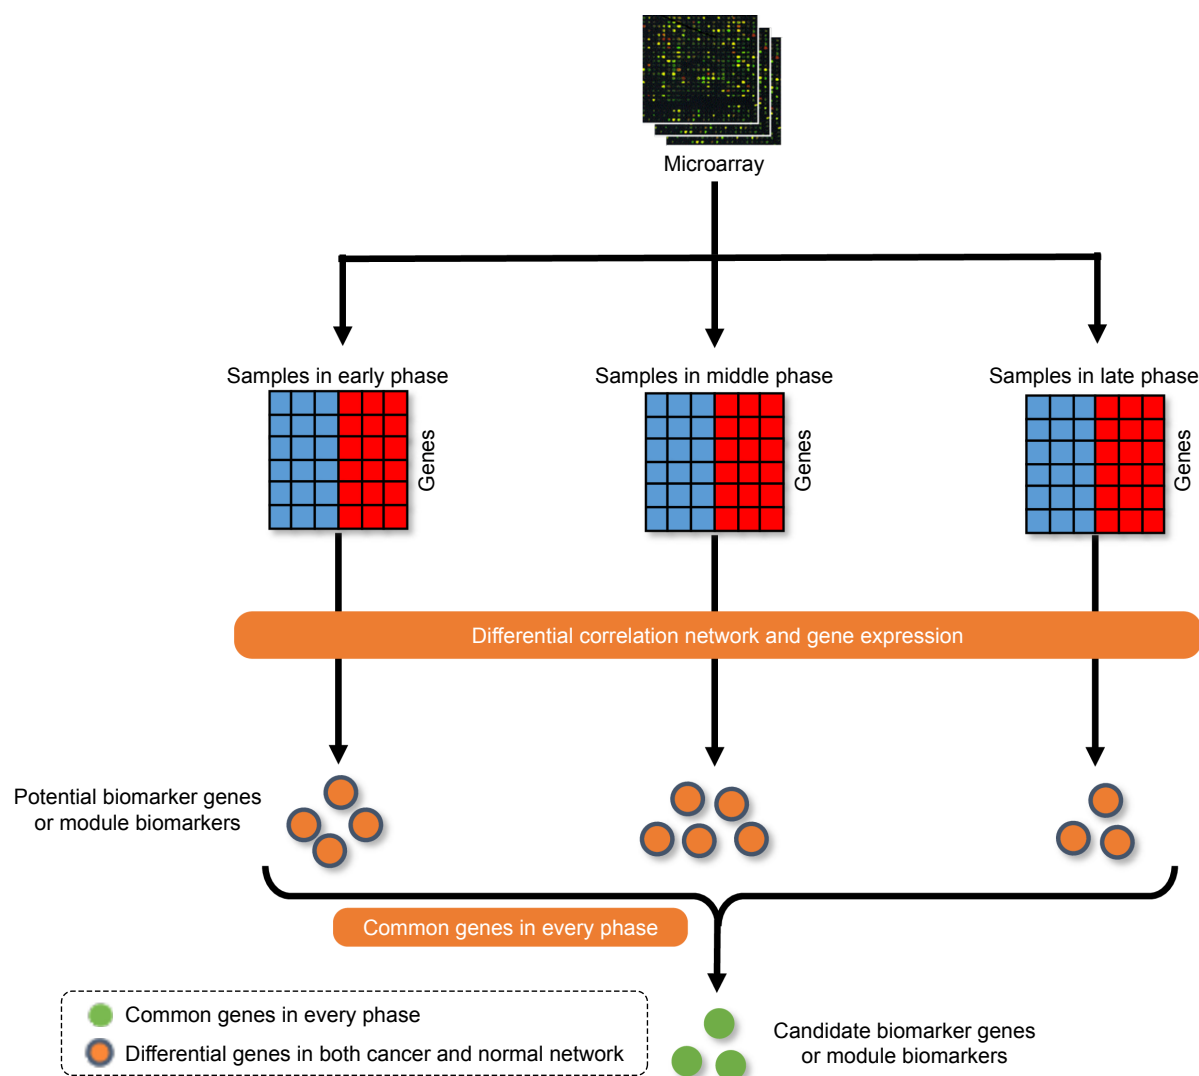 Microarray
Samples in early phase
Samples in middle phase
Samples in late phase
Genes
Genes
Genes
Differential correlation network and gene expression
Potential biomarker genes
or module biomarkers
Common genes in every phase
Common genes in every phase
Differential genes in both cancer and normal network
Candidate biomarker genes
or module biomarkers